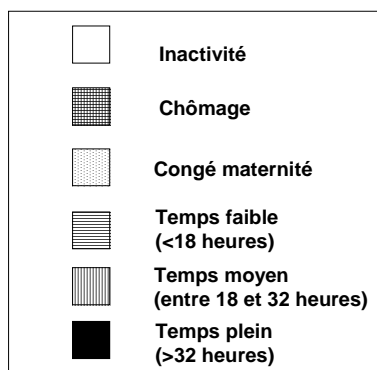 Inactivité
Chômage
Congé maternité
Temps faible
(<18 heures)
Temps moyen
(entre 18 et 32 heures)
Temps plein
(>32 heures)